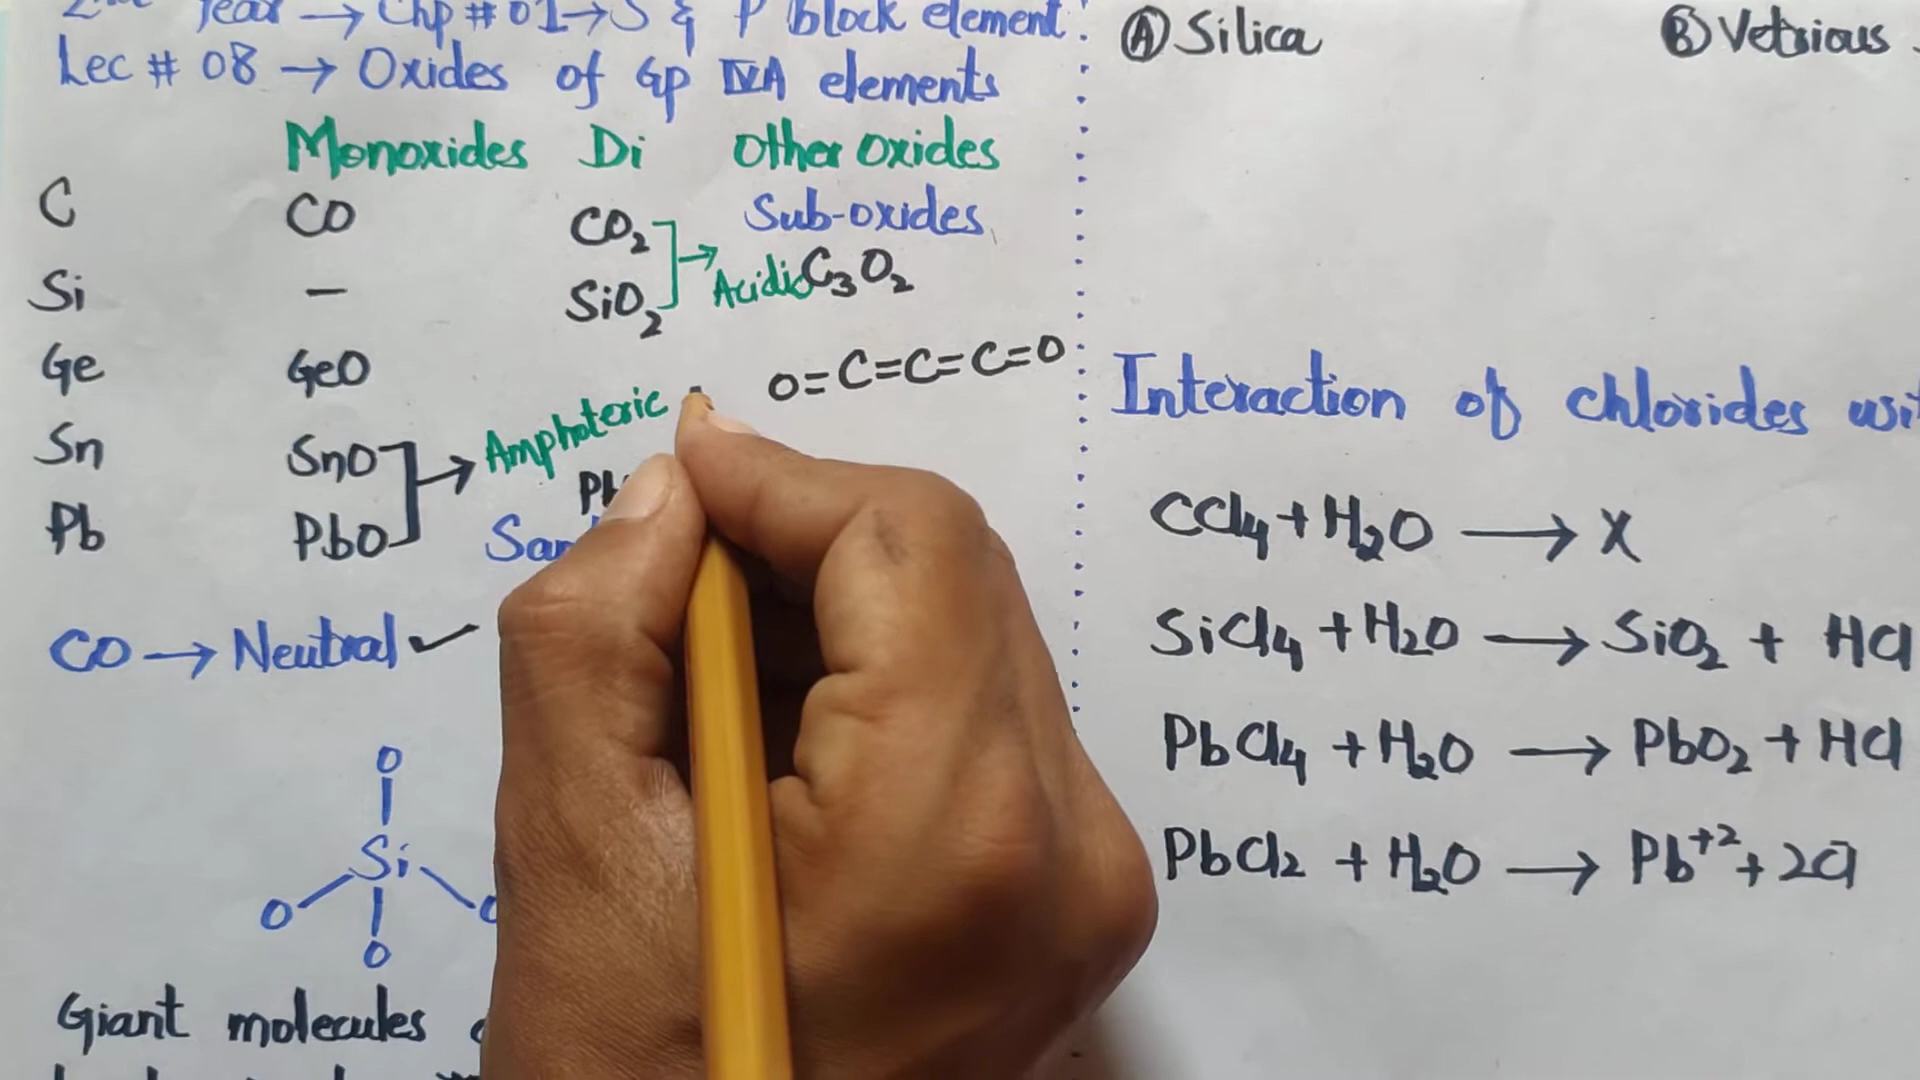 2nd Year → Chp # 01 → S & P block element
Lec # 08 → Oxides of Gp IVA elements
Monoxides Di Other oxides
C CO CO2 Sub-oxides
Si – SiO2 Acidic C3O2
Ge GeO
O=C=C=C=O
Sn SnO Amphoteric
Pb PbO
CO → Neutral ✓
O
Si
O
O
Giant molecules
Ⓐ Silica Ⓑ Vetrious
Interaction of chlorides
CCl4 + H2O → X
SiCl4 + H2O → SiO2 + HCl
PbCl4 + H2O → PbO2 + HCl
PbCl2 + H2O → Pb+2 + 2Cl